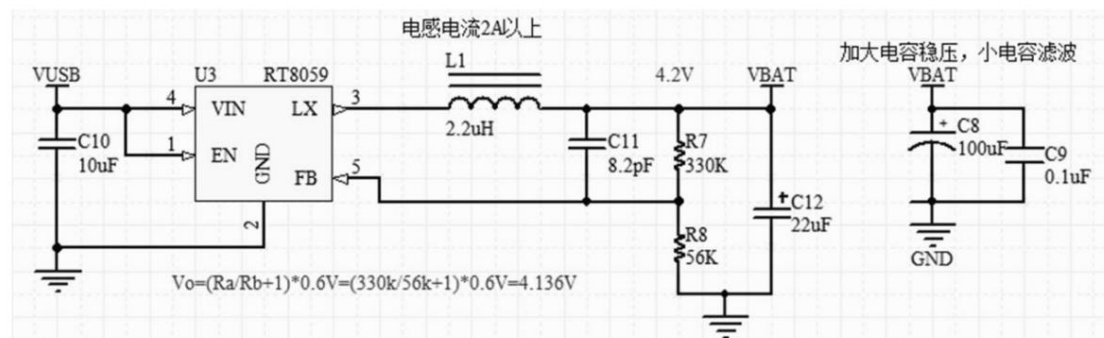 电感电流2A以上
加大电容稳压，小电容滤波
VUSB
U3
RT8059
L1
4.2V
VBAT
VBAT
4
VIN
LX
3
2.2uH
C10
10uF
1
EN
GND
FB
5
2
C11
8.2pF
R7
330K
C12
22uF
R8
56K
+
C8
100uF
C9
0.1uF
GND
+
Vo=(Ra/Rb+1)*0.6V=(330k/56k+1)*0.6V=4.136V